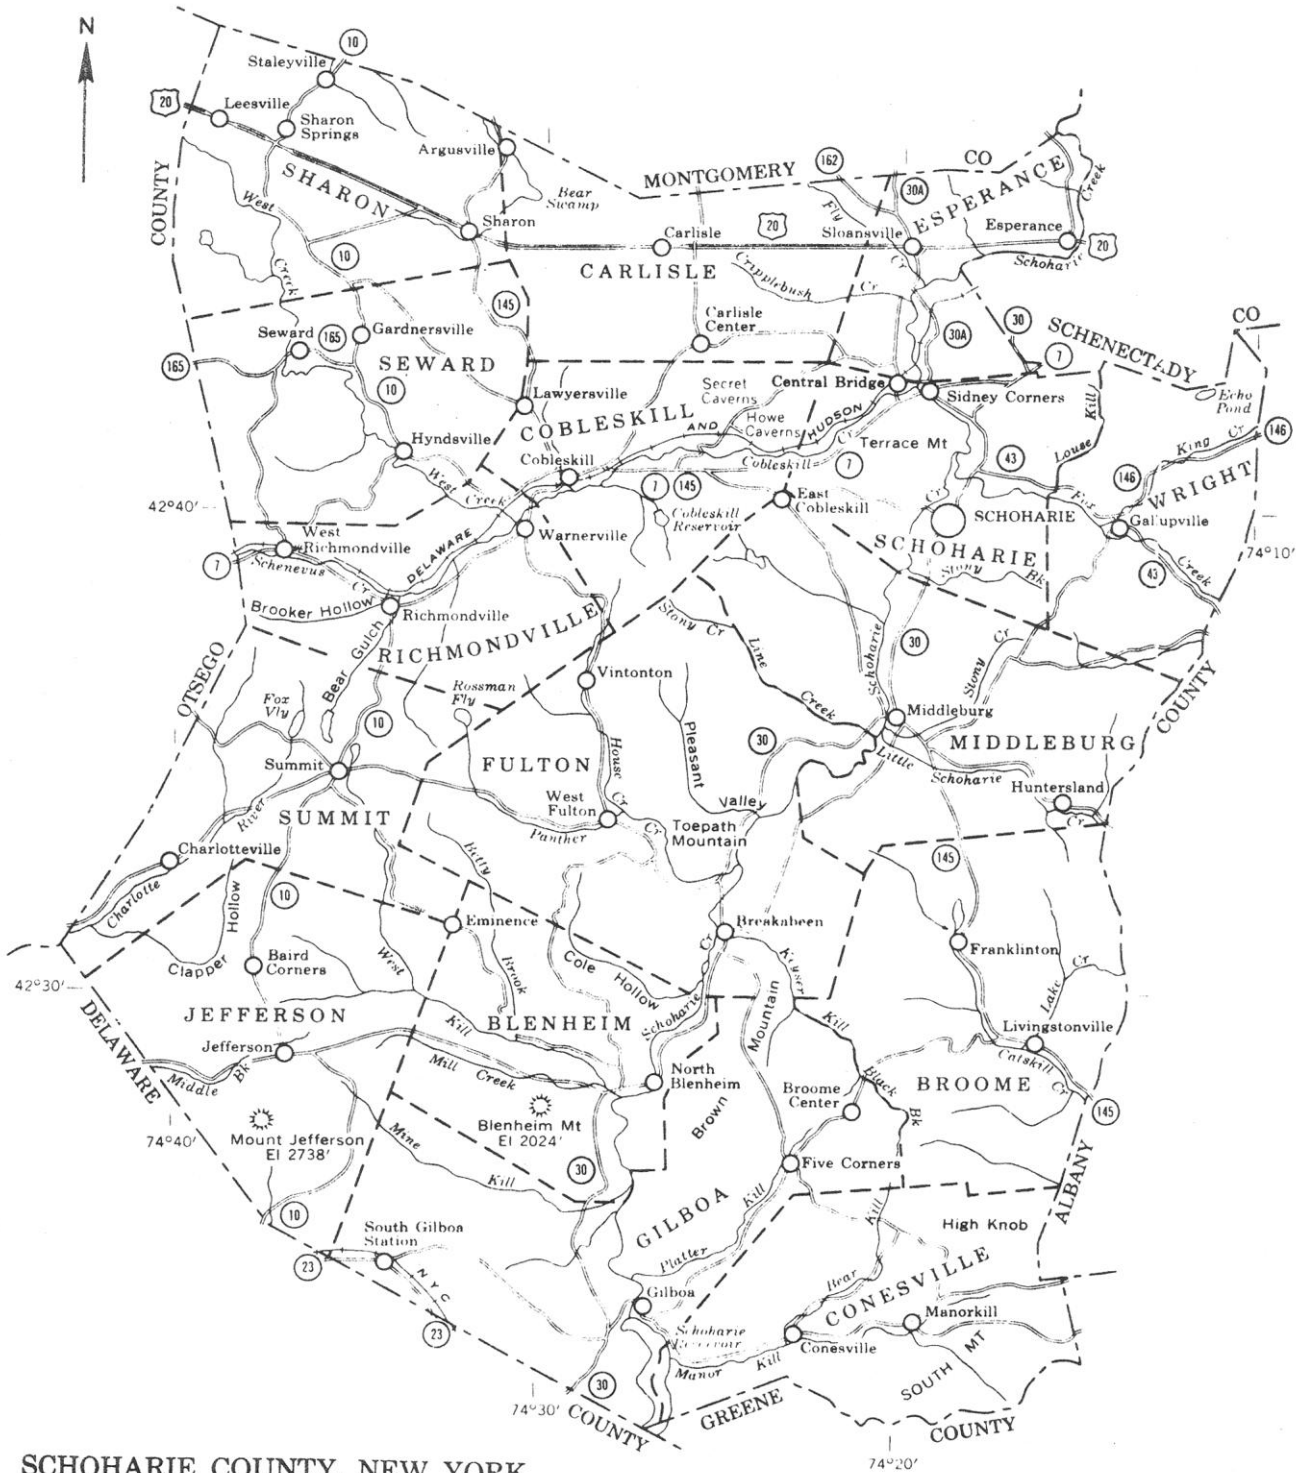 N
10
Staleyville
20
Leesville
Sharon
Springs
Argusville
MONTGOMERY
CO
162
30A
SHARON
Bear
Swamp
ESPERANCE
Creek
COUNTY
West
Fly
Sharon
Carlisle
20
Sloansville
Esperance
20
10
CARLISLE
Cr
Schoharie
Creek
Cripplebush
Cr
145
Carlisle
Center
30
CO
Seward
165
Gardnersville
30A
SCHENECTADY
165
SEWARD
7
10
Secret
Caverns
Central Bridge
Echo
Pond
Lawyersville
Sidney Corners
Kill
COBLESKILL
AND
HUDSON
Howe
Caverns
Cr
Terrace Mt
Hyndsville
Louse
King
Cr
146
Cobleskill
Cobleskill
7
43
West
Creek
7
145
146
WRIGHT
42°40'
East
Cobleskill
Cr
Fox
Cobleskill
Reservoir
SCHOHARIE
Gallupville
West
Richmondville
DELAWARE
Warnerville
SCHOHARIE
74°10'
7
Schenevus
Cr
Stony
Bk
43
Creek
Brooker Hollow
Richmondville
Stony
Cr
RICHMONDVILLE
Bear Gulch
Line
Schoharie
30
Cr
OTSEGO
Vintonton
Stony
Fox
Vly
Rossman
Fly
Creek
COUNTY
10
Middleburg
Pleasant
30
MIDDLEBURG
Summit
FULTON
House
Little
Schoharie
West
Fulton
Cr
Valley
Huntersland
River
SUMMIT
Panther
Cr
Toepath
Mountain
Cr
Charlotteville
Betty
145
Charlotte
Hollow
10
Eminence
Breakabeen
Franklinton
Clapper
Baird
Corners
West
Brook
Cole
Hollow
Cr
Keyser
Cr
42°30'
Lake
JEFFERSON
Kill
BLENHEIM
Schoharie
Mountain
Kill
Livingstonville
DELAWARE
Jefferson
Mill
Creek
North
Blenheim
Catskill
Cr
Middle
Bk
Black
BROOME
Broome
Center
Bk
145
74°40'
Mount Jefferson
El 2738'
Mine
Blenheim Mt
El 2024'
Brown
Kill
30
Five Corners
ALBANY
10
GILBOA
Kill
Kill
High Knob
South Gilboa
Station
23
Platter
NYC
Bear
CONESVILLE
Gilboa
Manorkill
23
Schoharie
Reservoir
Conesville
Manor
Kill
SOUTH MT
30
74°30'
COUNTY
GREENE
COUNTY
74°20'
SCHOHARIE COUNTY, NEW YORK